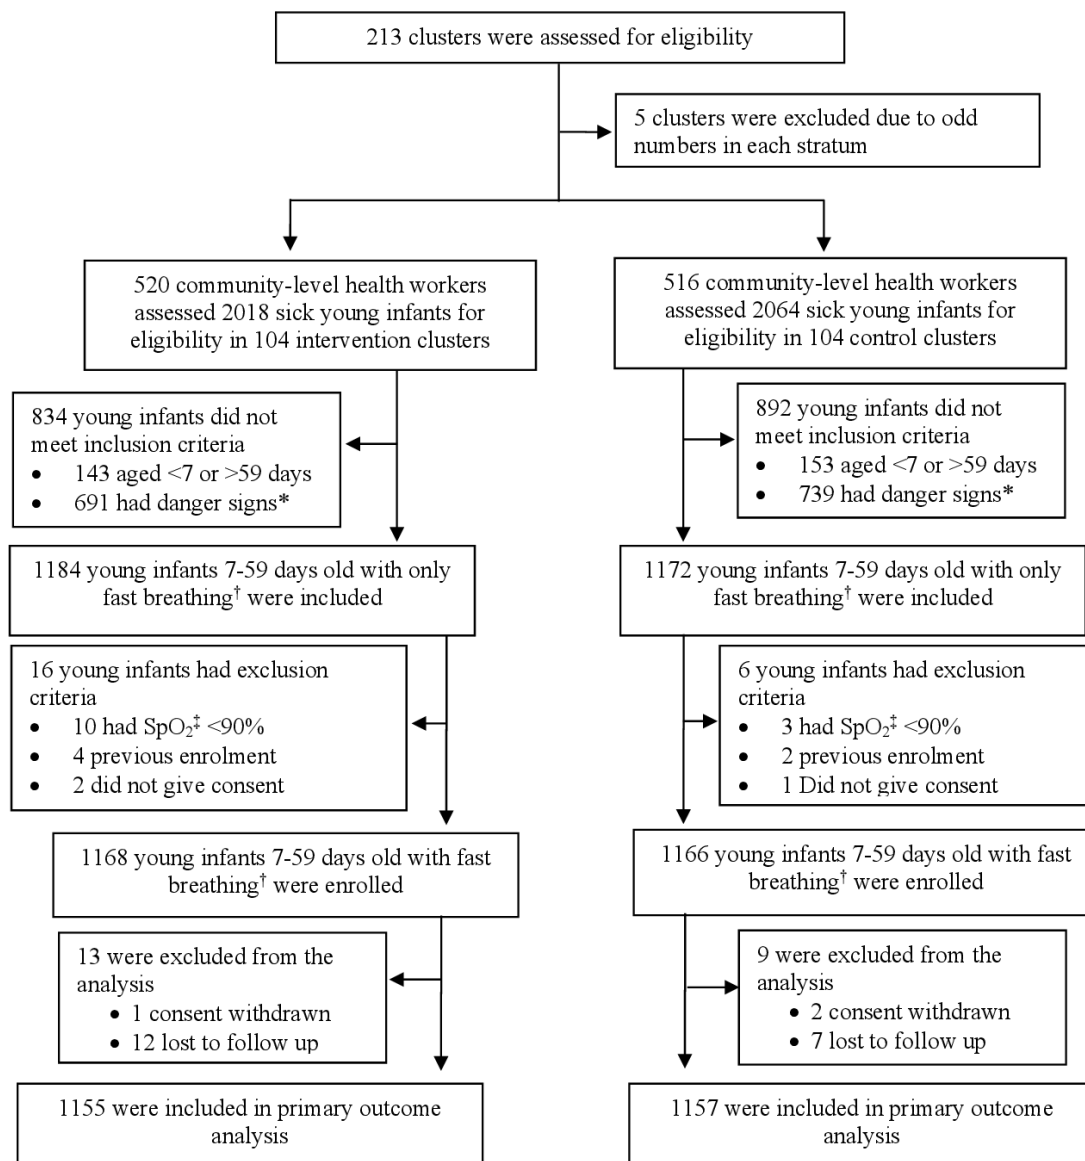 213 clusters were assessed for eligibility
5 clusters were excluded due to odd
numbers in each stratum
520 community-level health workers
assessed 2018 sick young infants for
eligibility in 104 intervention clusters
516 community-level health workers
assessed 2064 sick young infants for
eligibility in 104 control clusters
834 young infants did not
meet inclusion criteria
• 143 aged <7 or >59 days
• 691 had danger signs*
892 young infants did not
meet inclusion criteria
• 153 aged <7 or >59 days
• 739 had danger signs*
1184 young infants 7-59 days old with only
fast breathing† were included
1172 young infants 7-59 days old with only
fast breathing† were included
16 young infants had exclusion
criteria
• 10 had SpO₂‡ <90%
• 4 previous enrolment
• 2 did not give consent
6 young infants had exclusion
criteria
• 3 had SpO₂‡ <90%
• 2 previous enrolment
• 1 Did not give consent
1168 young infants 7-59 days old with fast
breathing† were enrolled
1166 young infants 7-59 days old with fast
breathing† were enrolled
13 were excluded from the
analysis
• 1 consent withdrawn
• 12 lost to follow up
9 were excluded from the
analysis
• 2 consent withdrawn
• 7 lost to follow up
1155 were included in primary outcome
analysis
1157 were included in primary outcome
analysis